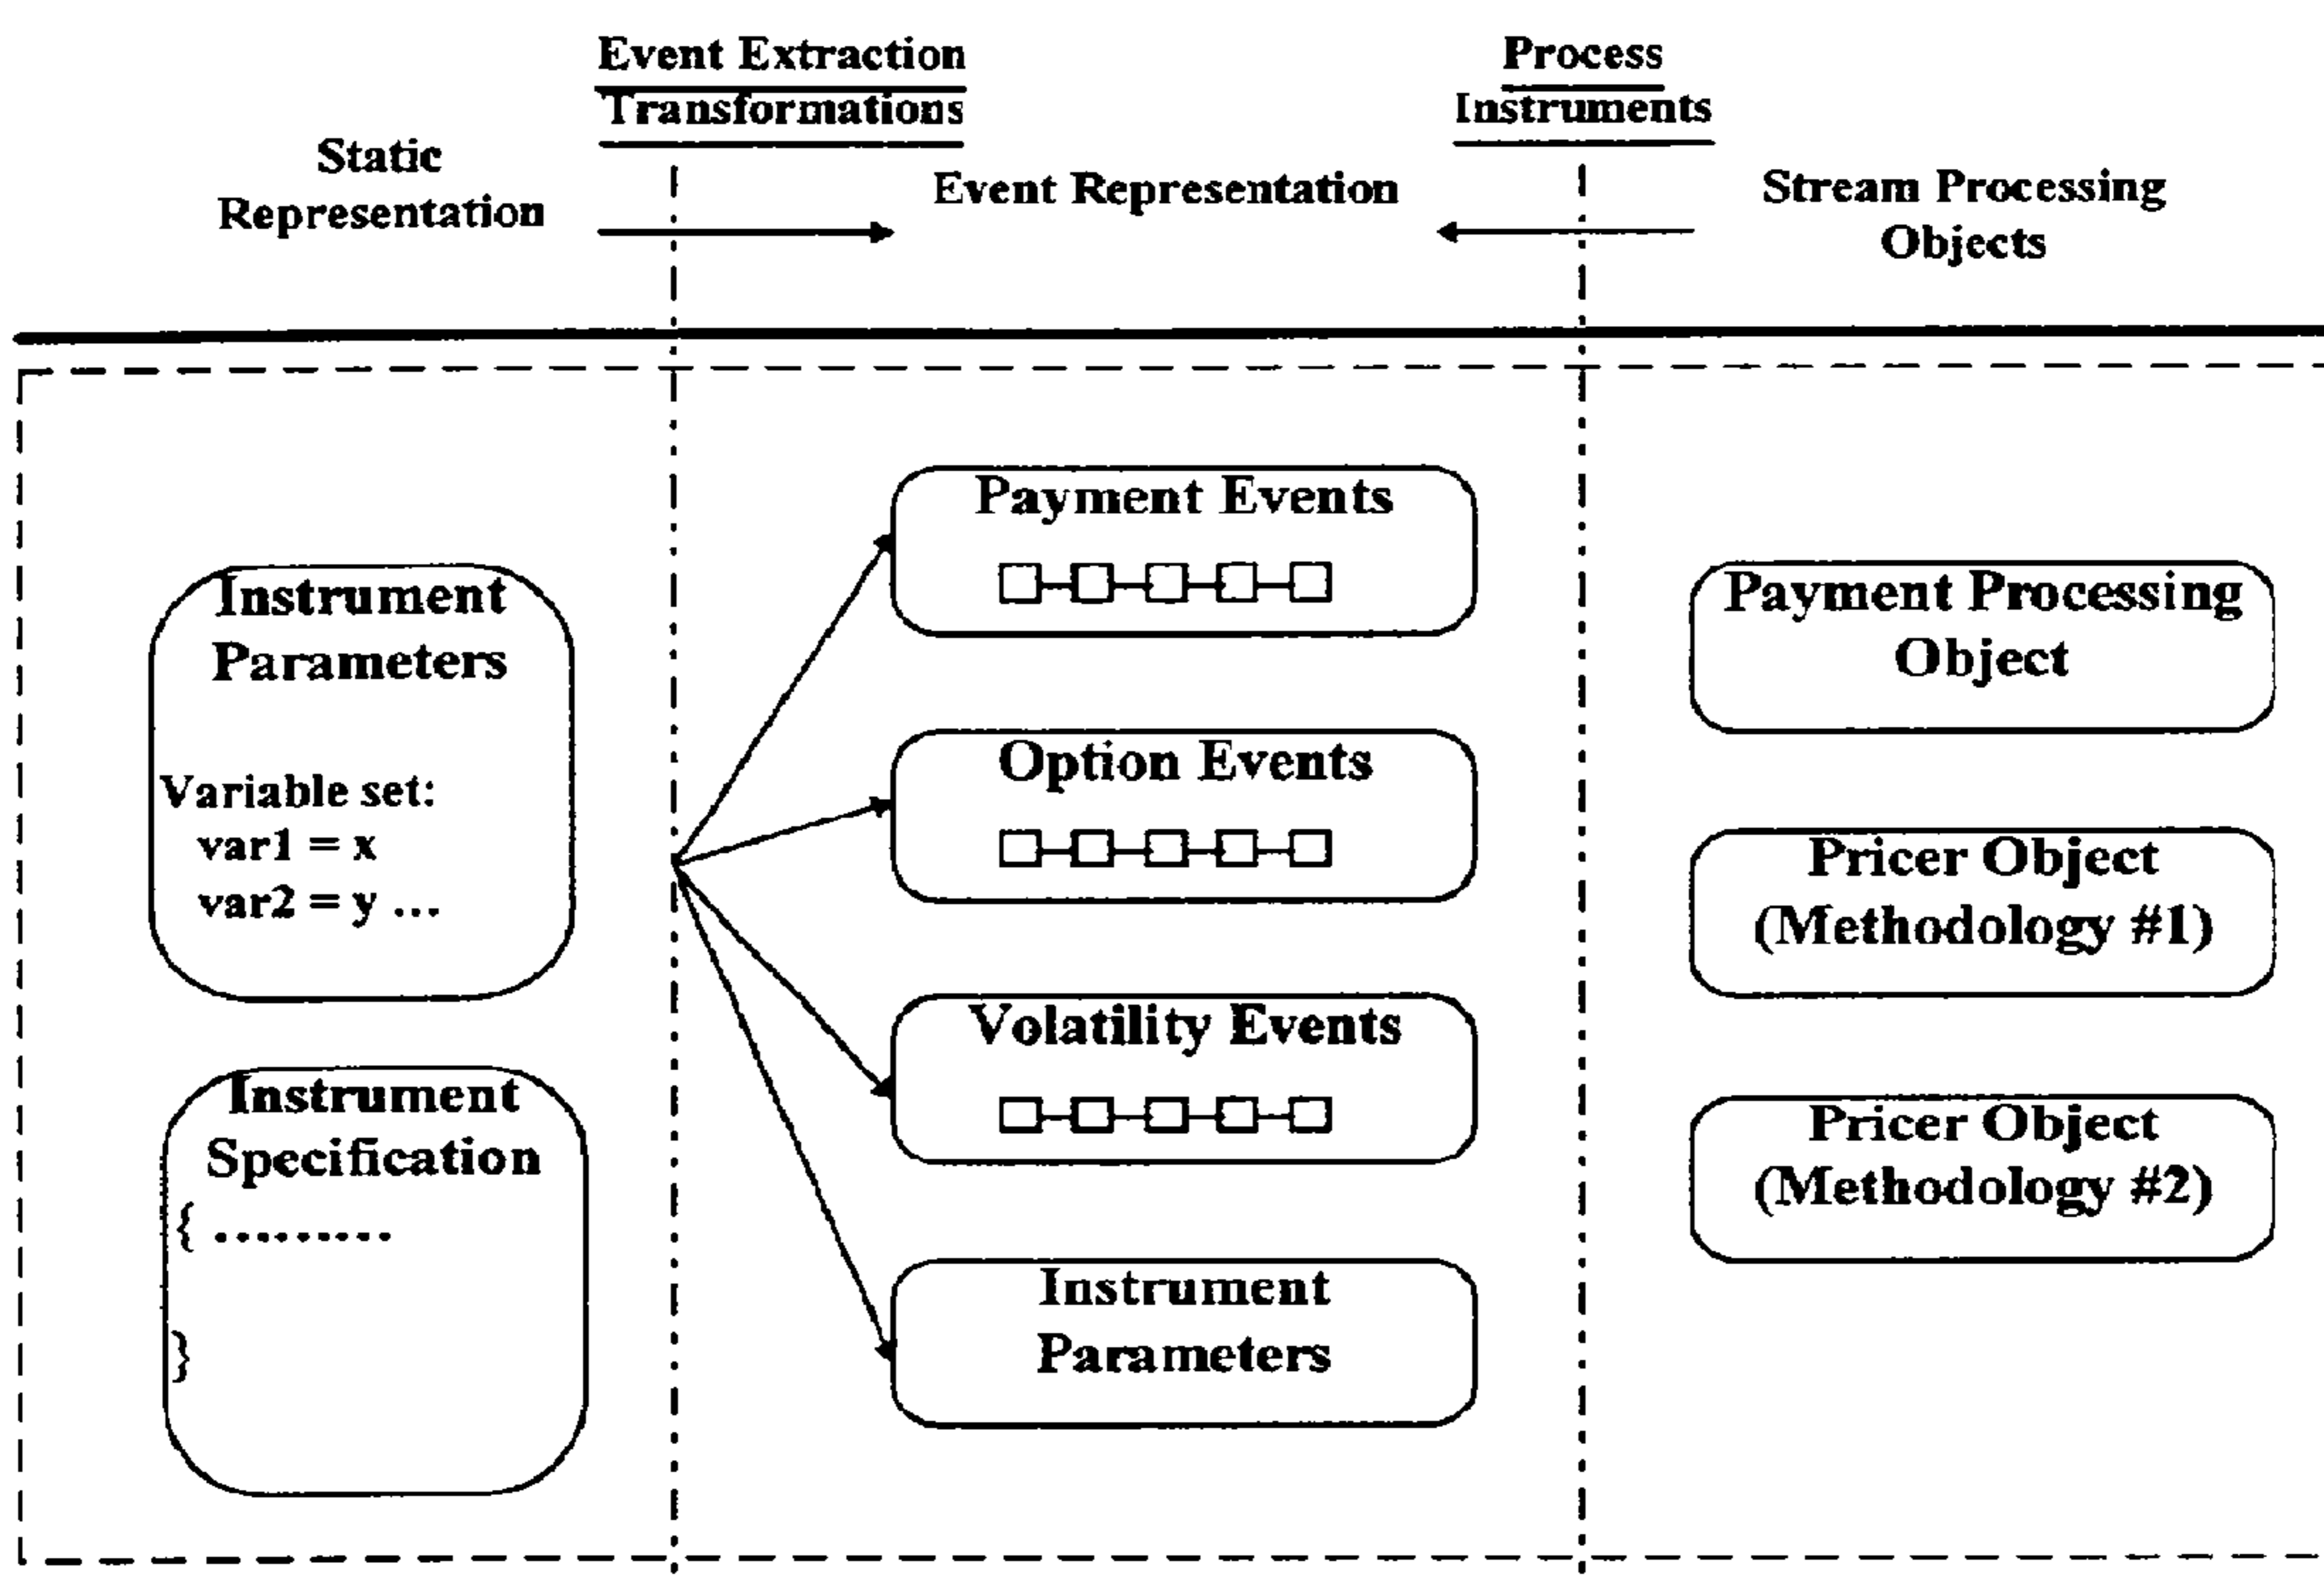 Event Extraction
Transformations
Process
Instruments
Static
Representation
Event Representation
Stream Processing
Objects
Instrument
Parameters
Variable set:
var1 = x
var2 = y ...
Instrument
Specification
{ .........
}
Payment Events
Option Events
Volatility Events
Instrument
Parameters
Payment Processing
Object
Pricer Object
(Methodology #1)
Pricer Object
(Methodology #2)